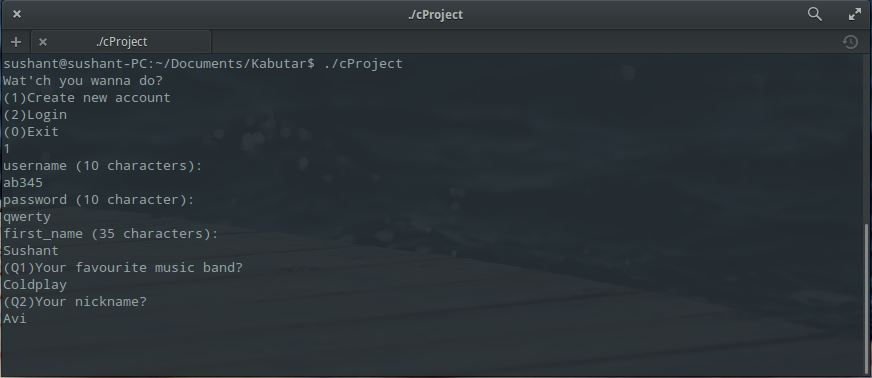 ./cProject
./cProject
sushant@sushant-PC:~/Documents/Kabutar$ ./cProject
Wat'ch you wanna do?
(1)Create new account
(2)Login
(0)Exit
1
username (10 characters):
ab345
password (10 character):
qwerty
first_name (35 characters):
Sushant
(Q1)Your favourite music band?
Coldplay
(Q2)Your nickname?
Avi